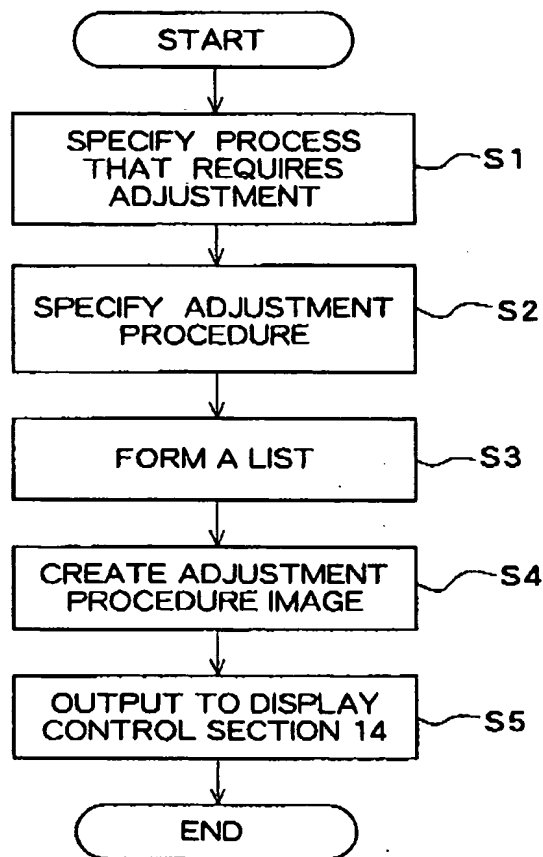 START
SPECIFY PROCESS
THAT REQUIRES
ADJUSTMENT
S1
SPECIFY ADJUSTMENT
PROCEDURE
S2
FORM A LIST
S3
CREATE ADJUSTMENT
PROCEDURE IMAGE
S4
OUTPUT TO DISPLAY
CONTROL SECTION 14
S5
END